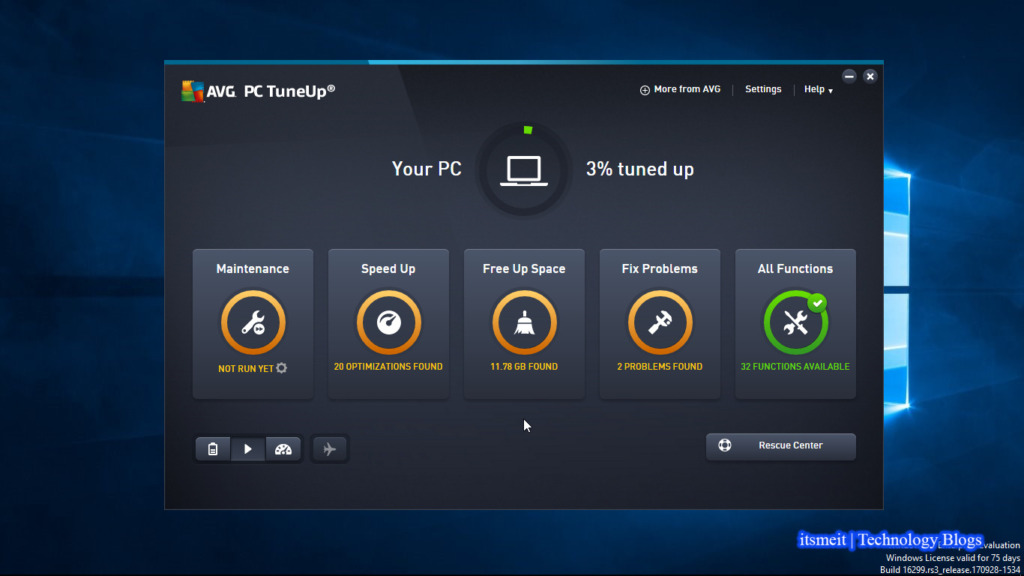 AVG PC TuneUp®
More from AVG
Settings
Help
Your PC
3% tuned up
Maintenance
NOT RUN YET
Speed Up
20 OPTIMIZATIONS FOUND
Free Up Space
11.78 GB FOUND
Fix Problems
2 PROBLEMS FOUND
All Functions
32 FUNCTIONS AVAILABLE
Rescue Center
itsmeit | Technology Blogs
Evaluation
Windows License valid for 75 days
Build 16299.rs3_release.170928-1534